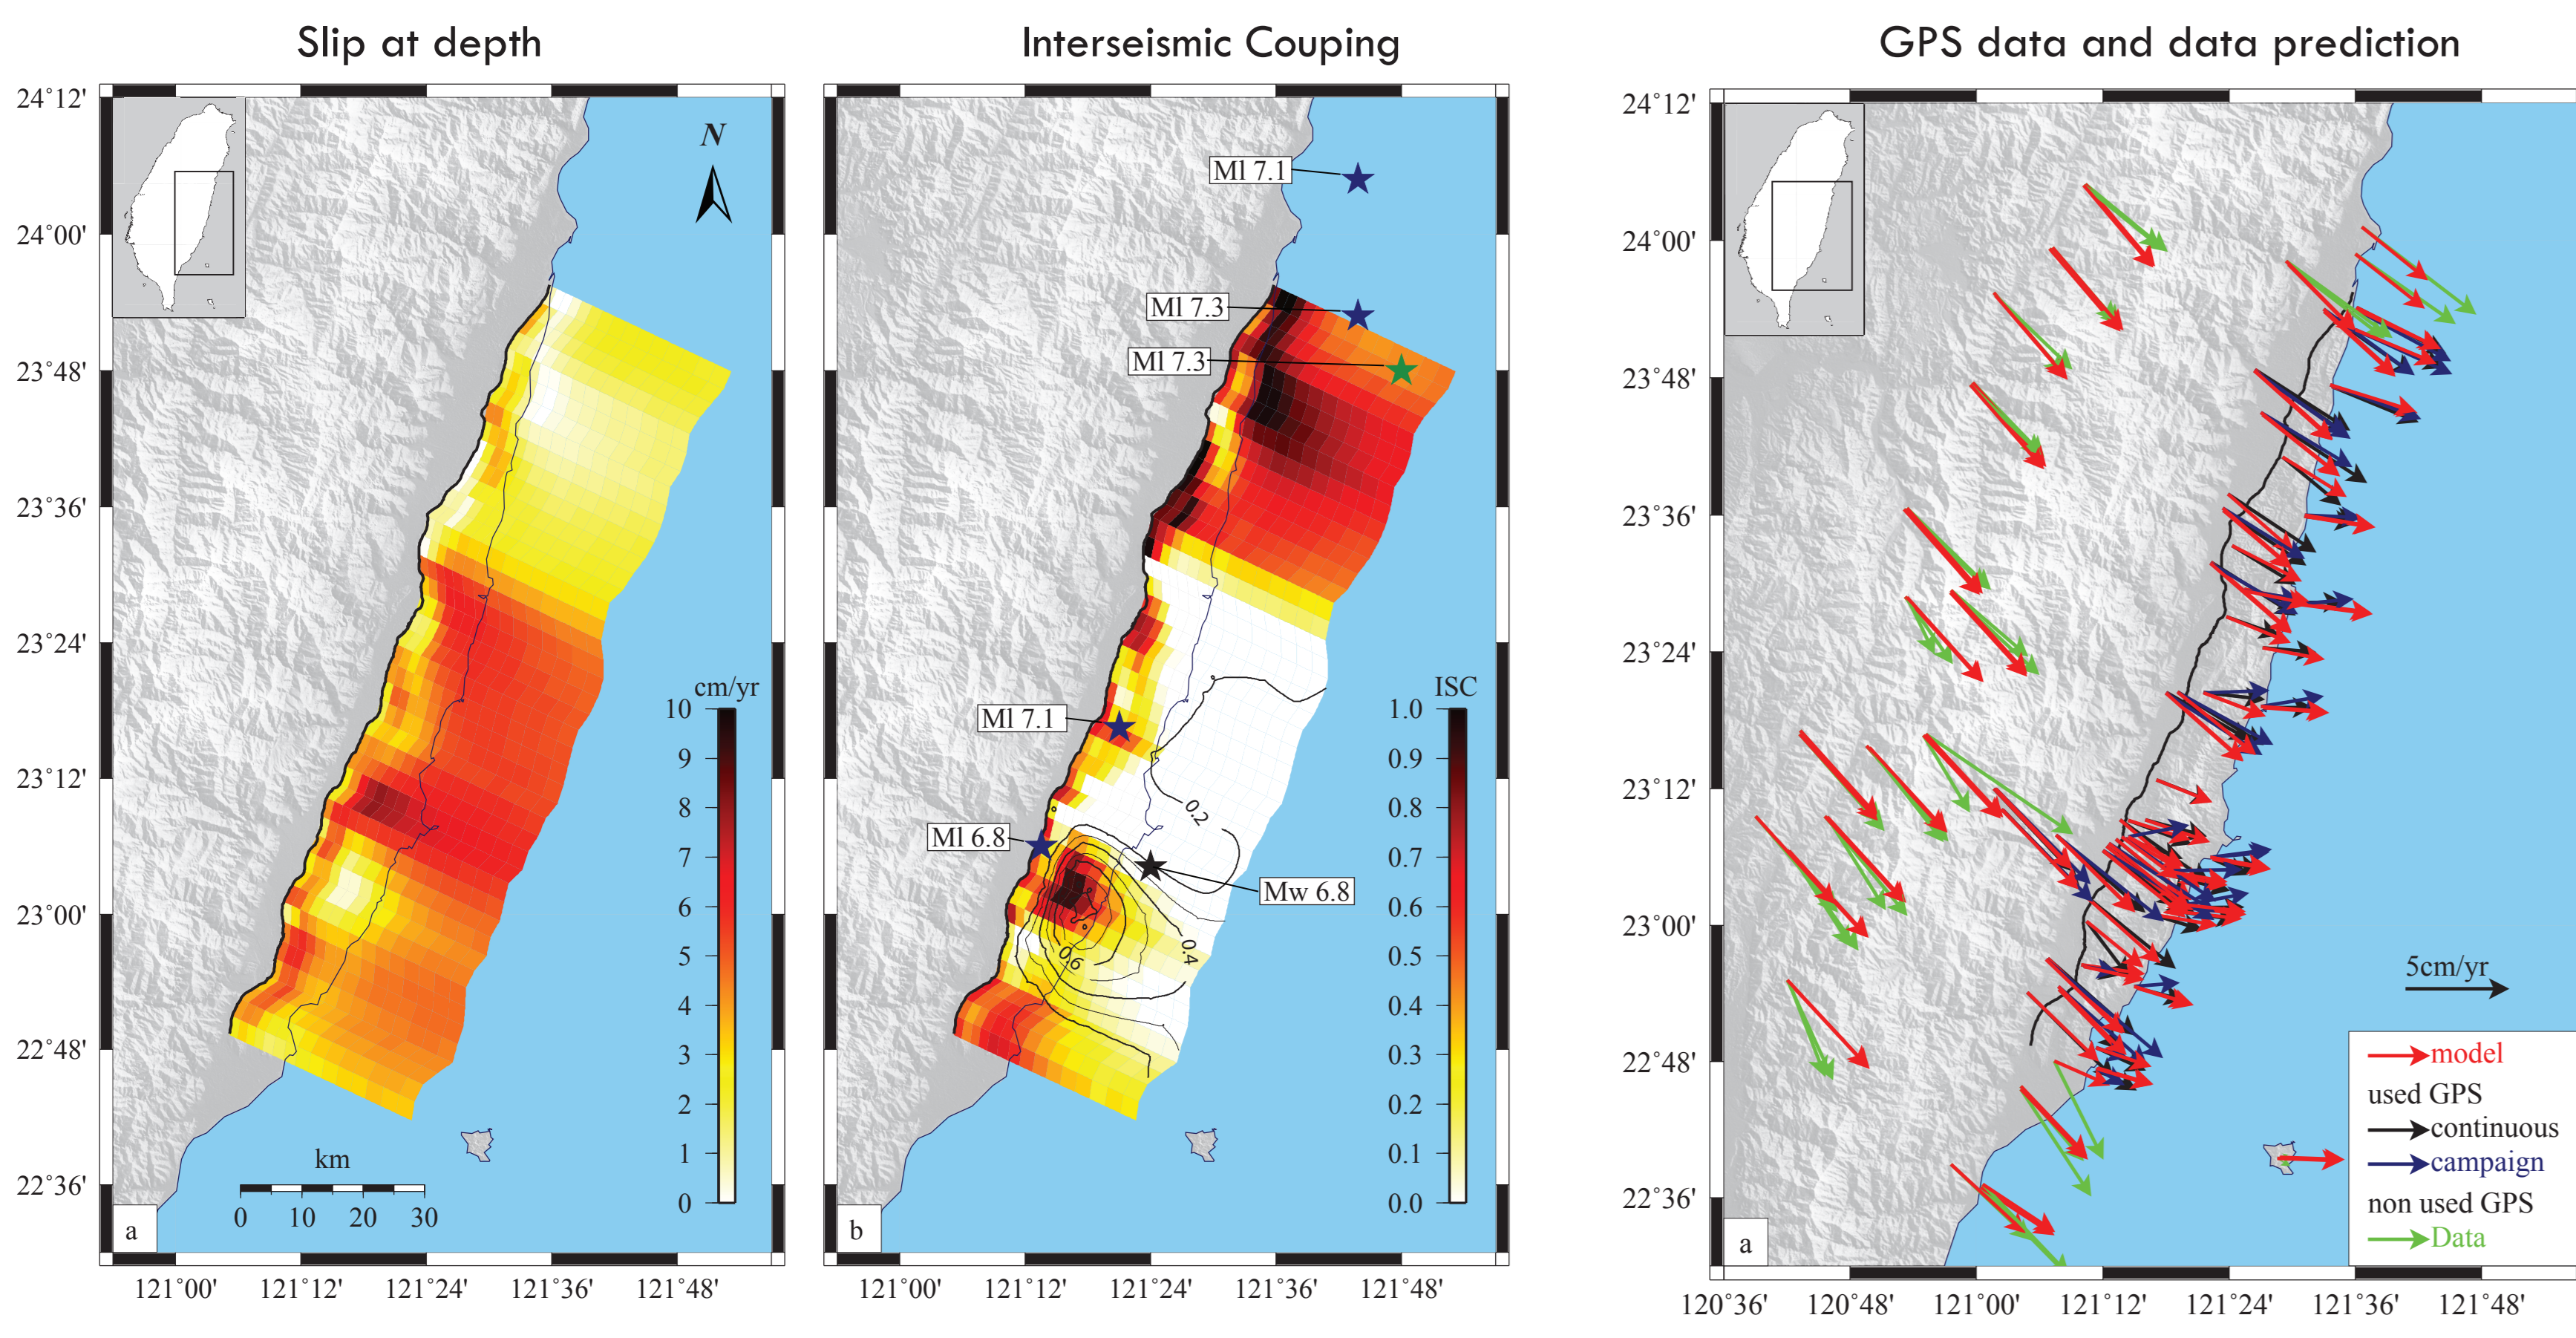 Slip at depth
24°12'
24°00'
23°48'
23°36'
23°24'
23°12'
23°00'
22°48'
22°36'
N
cm/yr
10
9
8
7
6
5
4
3
2
1
0
km
0 10 20 30
a
121°00' 121°12' 121°24' 121°36' 121°48'
Interseismic Couping
Ml 7.1
Ml 7.3
Ml 7.3
Ml 7.1
Ml 6.8
Mw 6.8
0.2
0.4
0.6
ISC
1.0
0.9
0.8
0.7
0.6
0.5
0.4
0.3
0.2
0.1
0.0
b
121°00' 121°12' 121°24' 121°36' 121°48'
GPS data and data prediction
24°12'
24°00'
23°48'
23°36'
23°24'
23°12'
23°00'
22°48'
22°36'
5cm/yr
model
used GPS
continuous
campaign
non used GPS
Data
a
120°36' 120°48' 121°00' 121°12' 121°24' 121°36' 121°48'